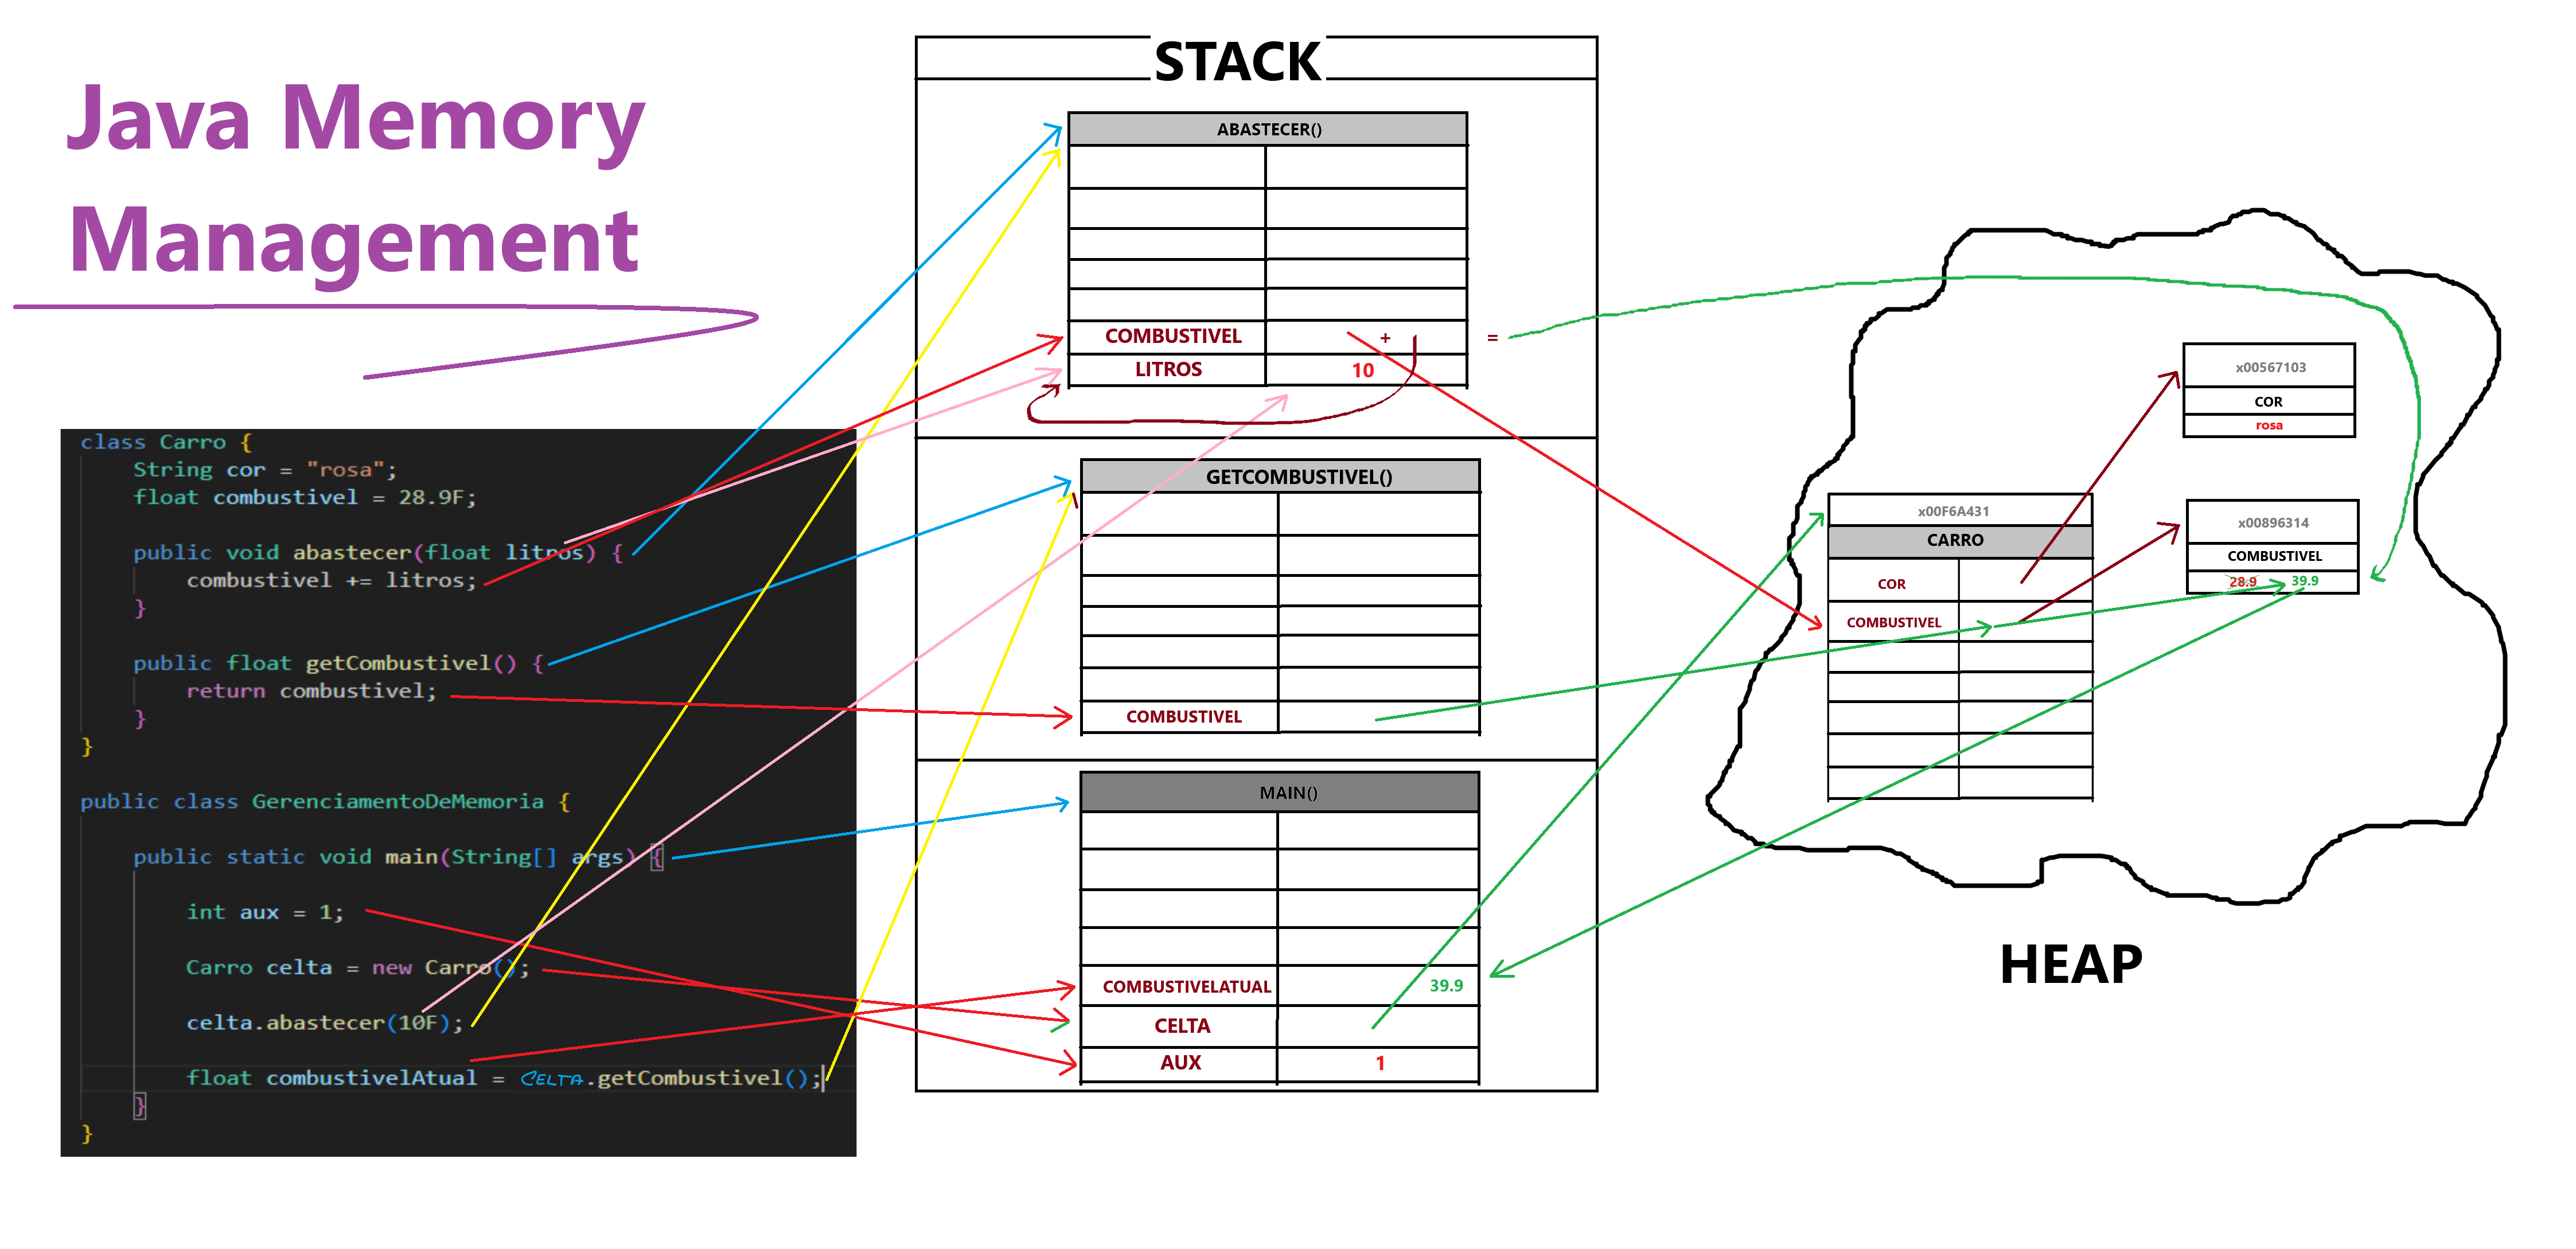 Java Memory
Management
class Carro {
String cor = "rosa";
float combustivel = 28.9F;
public void abastecer(float litros) {
combustivel += litros;
}
public float getCombustivel() {
return combustivel;
}
}
public class GerenciamentoDeMemoria {
public static void main(String[] args) {
int aux = 1;
Carro celta = new Carro();
celta.abastecer(10F);
float combustivelAtual = CELTA.getCombustivel();
}
}
STACK
ABASTECER()
COMBUSTIVEL + =
LITROS 10
GETCOMBUSTIVEL()
COMBUSTIVEL
MAIN()
COMBUSTIVELATUAL 39.9
CELTA
AUX 1
x00567103
COR
rosa
x00F6A431
CARRO
COR
COMBUSTIVEL
x00896314
COMBUSTIVEL
28.9 39.9
HEAP